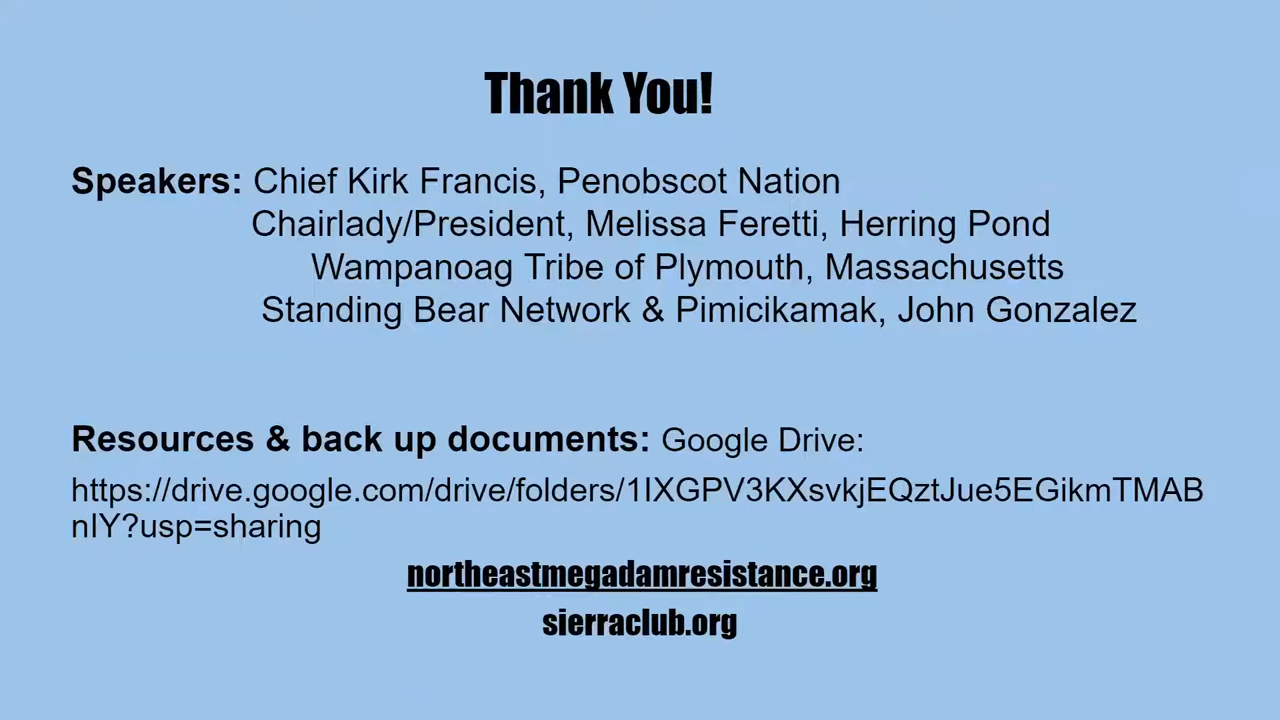 Thank You!
Speakers: Chief Kirk Francis, Penobscot Nation
Chairlady/President, Melissa Feretti, Herring Pond
Wampanoag Tribe of Plymouth, Massachusetts
Standing Bear Network & Pimicikamak, John Gonzalez
Resources & back up documents: Google Drive:
https://drive.google.com/drive/folders/1IXGPV3KXsvkjEQztJue5EGikmTMAB
nIY?usp=sharing
northeastmegadamresistance.org
sierraclub.org